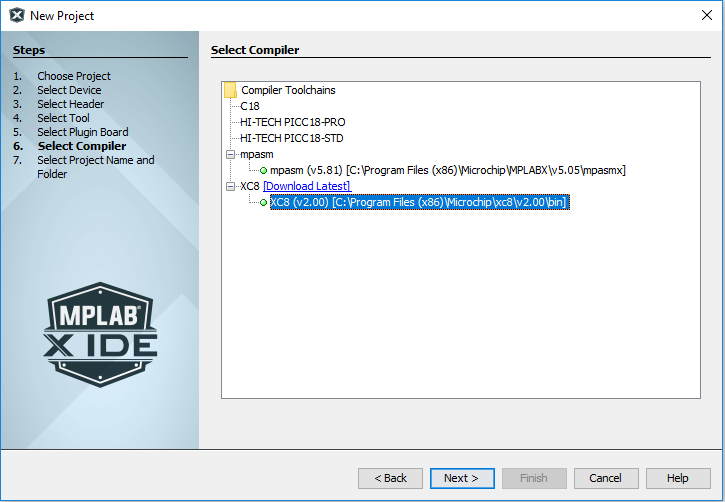 New Project
Steps
1. Choose Project
2. Select Device
3. Select Header
4. Select Tool
5. Select Plugin Board
6. Select Compiler
7. Select Project Name and
Folder
MPLAB®
X IDE
Select Compiler
Compiler Toolchains
C18
HI-TECH PICC18-PRO
HI-TECH PICC18-STD
mpasm
mpasm (v5.81) [C:\Program Files (x86)\Microchip\MPLABX\v5.05\mpasmx]
XC8 [Download Latest]
XC8 (v2.00) [C:\Program Files (x86)\Microchip\xc8\v2.00\bin]
< Back
Next >
Finish
Cancel
Help